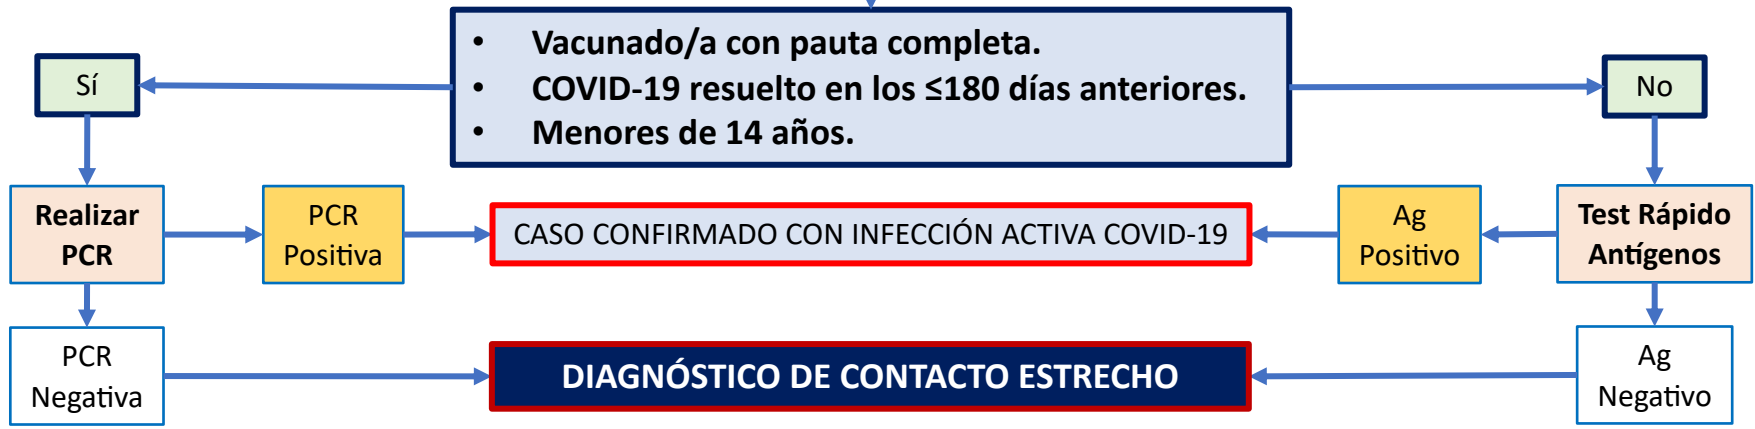 • Vacunado/a con pauta completa.
• COVID-19 resuelto en los ≤180 días anteriores.
• Menores de 14 años.
Sí
No
Realizar
PCR
PCR
Positiva
CASO CONFIRMADO CON INFECCIÓN ACTIVA COVID-19
Ag
Positivo
Test Rápido
Antígenos
PCR
Negativa
DIAGNÓSTICO DE CONTACTO ESTRECHO
Ag
Negativo